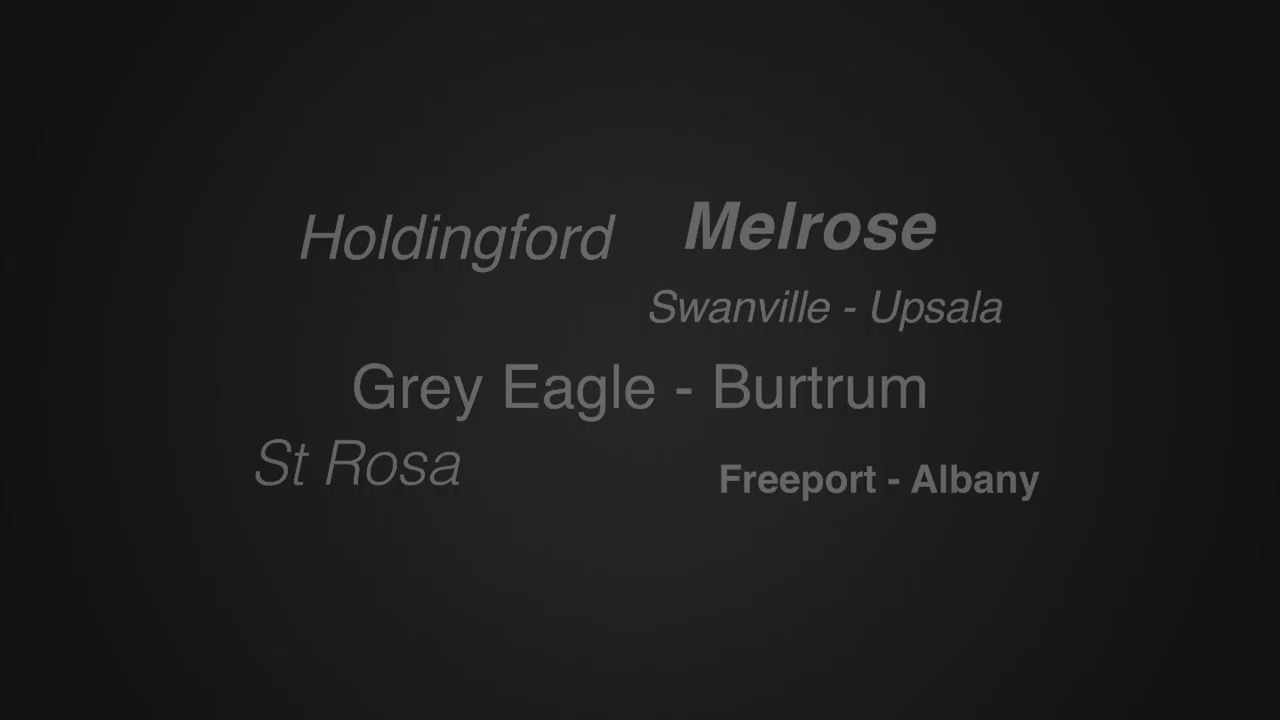 Holdingford
Melrose
Swanville - Upsala
Grey Eagle - Burtrum
St Rosa
Freeport - Albany